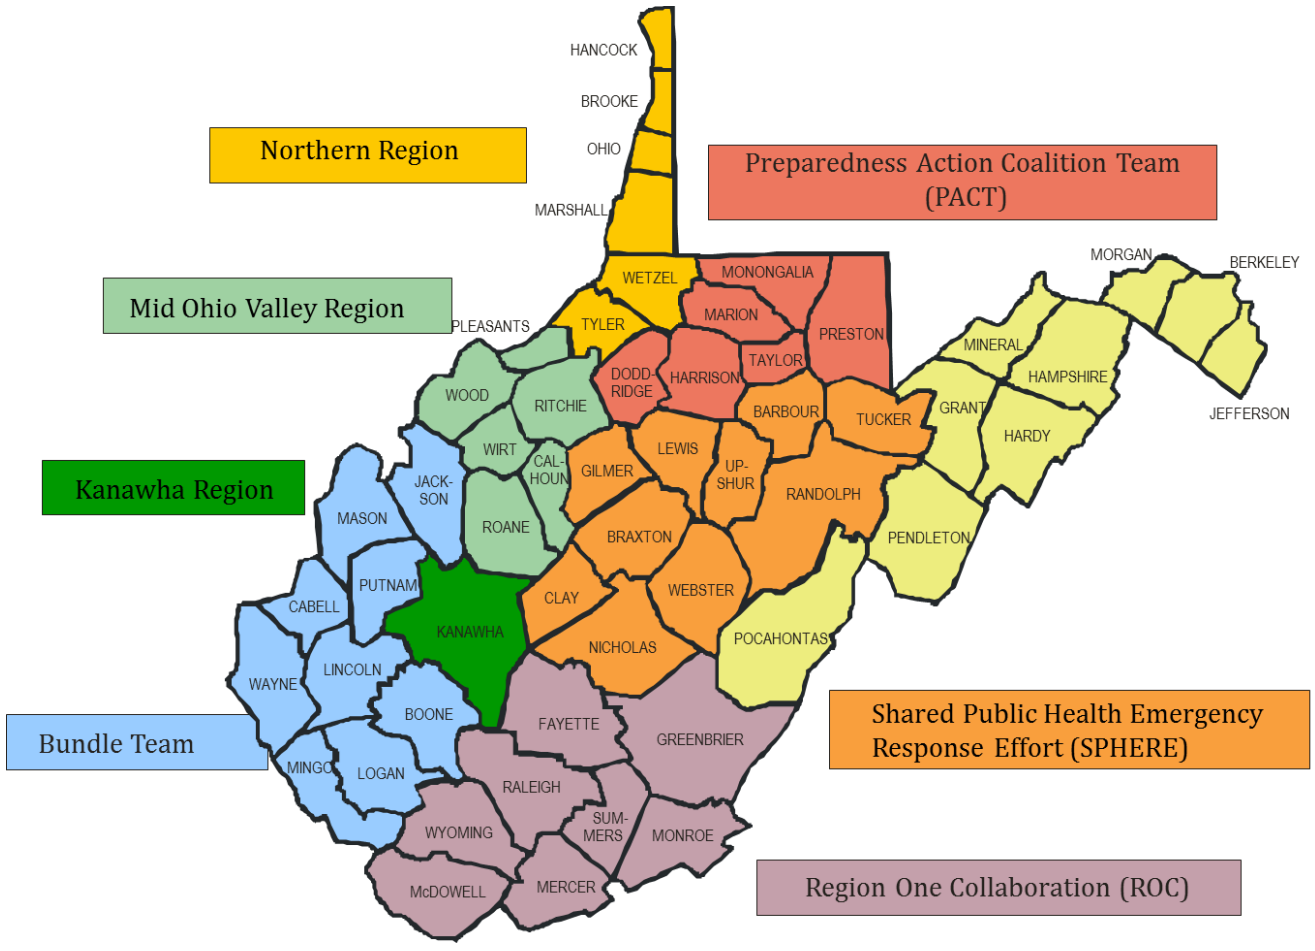 HANCOCK
BROOKE
Northern Region
OHIO
Preparedness Action Coalition Team
(PACT)
MARSHALL
MORGAN
BERKELEY
WETZEL
MONONGALIA
Mid Ohio Valley Region
MARION
PLEASANTS
TYLER
PRESTON
MINERAL
TAYLOR
DODD-
RIDGE
HARRISON
HAMPSHIRE
WOOD
RITCHIE
BARBOUR
TUCKER
GRANT
JEFFERSON
HARDY
WIRT
LEWIS
CAL-
HOUN
GILMER
UP-
SHUR
JACK-
SON
Kanawha Region
RANDOLPH
MASON
ROANE
BRAXTON
PENDLETON
PUTNAM
CABELL
CLAY
WEBSTER
KANAWHA
POCAHONTAS
NICHOLAS
LINCOLN
WAYNE
BOONE
FAYETTE
GREENBRIER
Shared Public Health Emergency
Response Effort (SPHERE)
Bundle Team
MINGO
LOGAN
RALEIGH
SUM-
MERS
WYOMING
MONROE
McDOWELL
MERCER
Region One Collaboration (ROC)